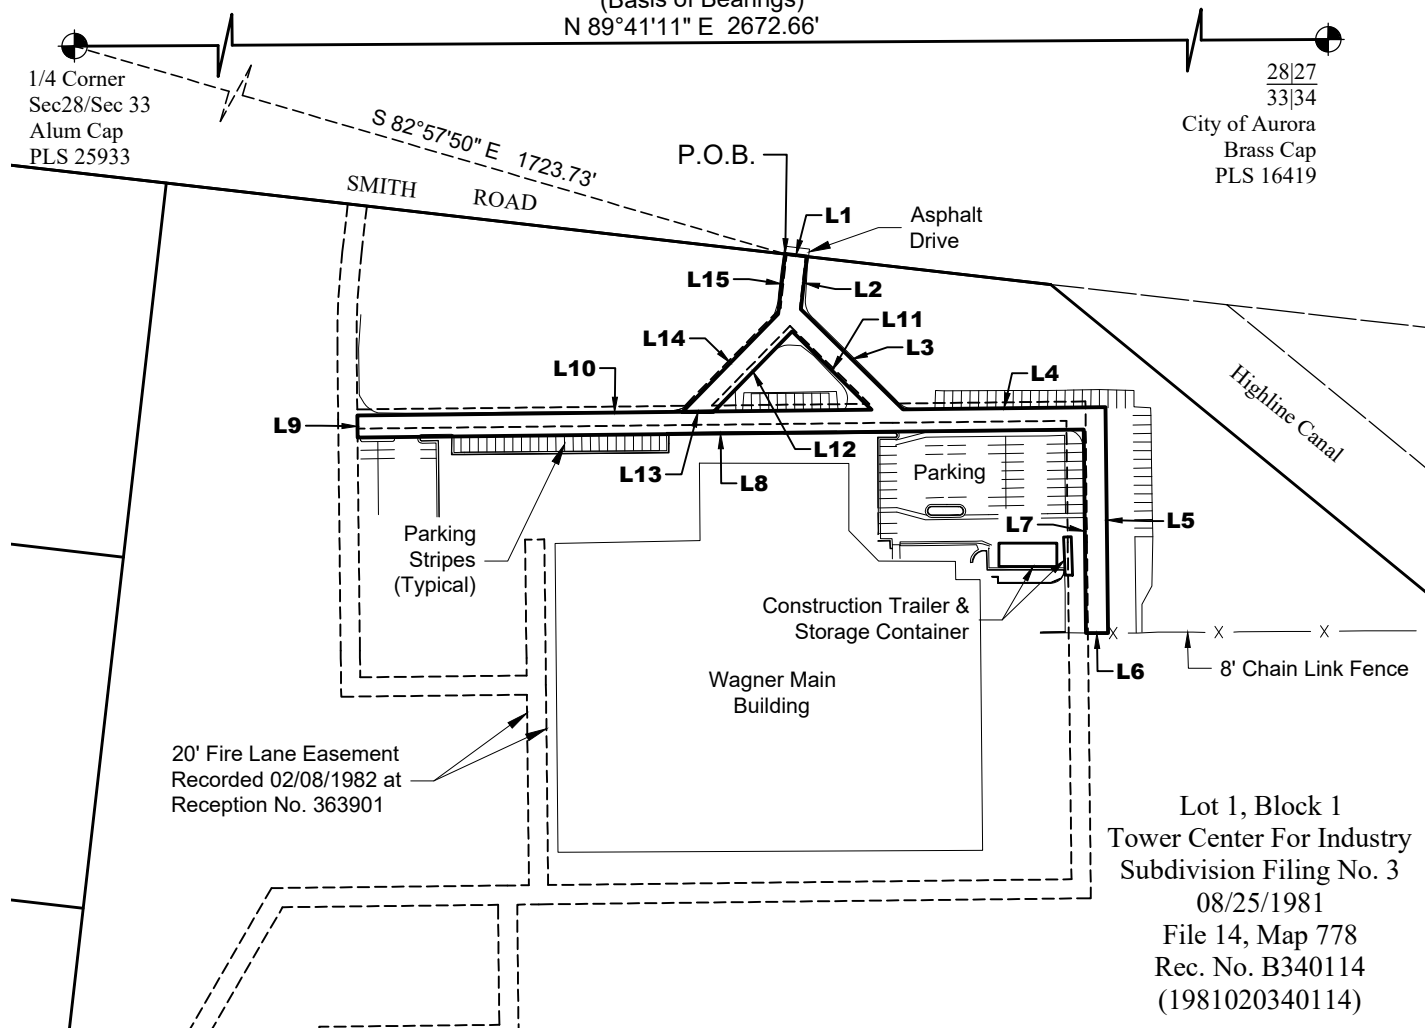 (Basis of Bearings)
N 89°41'11" E 2672.66'
1/4 Corner
Sec28/Sec 33
Alum Cap
PLS 25933
28|27
33|34
City of Aurora
Brass Cap
PLS 16419
S 82°57'50" E 1723.73'
SMITH ROAD
P.O.B.
L1
Asphalt
Drive
L15
L2
L11
L14
L3
L10
L4
L9
L12
L13
L8
Highline Canal
Parking
L7
L5
Parking
Stripes
(Typical)
Construction Trailer &
Storage Container
X
X
X
L6
8' Chain Link Fence
Wagner Main
Building
20' Fire Lane Easement
Recorded 02/08/1982 at
Reception No. 363901
Lot 1, Block 1
Tower Center For Industry
Subdivision Filing No. 3
08/25/1981
File 14, Map 778
Rec. No. B340114
(1981020340114)